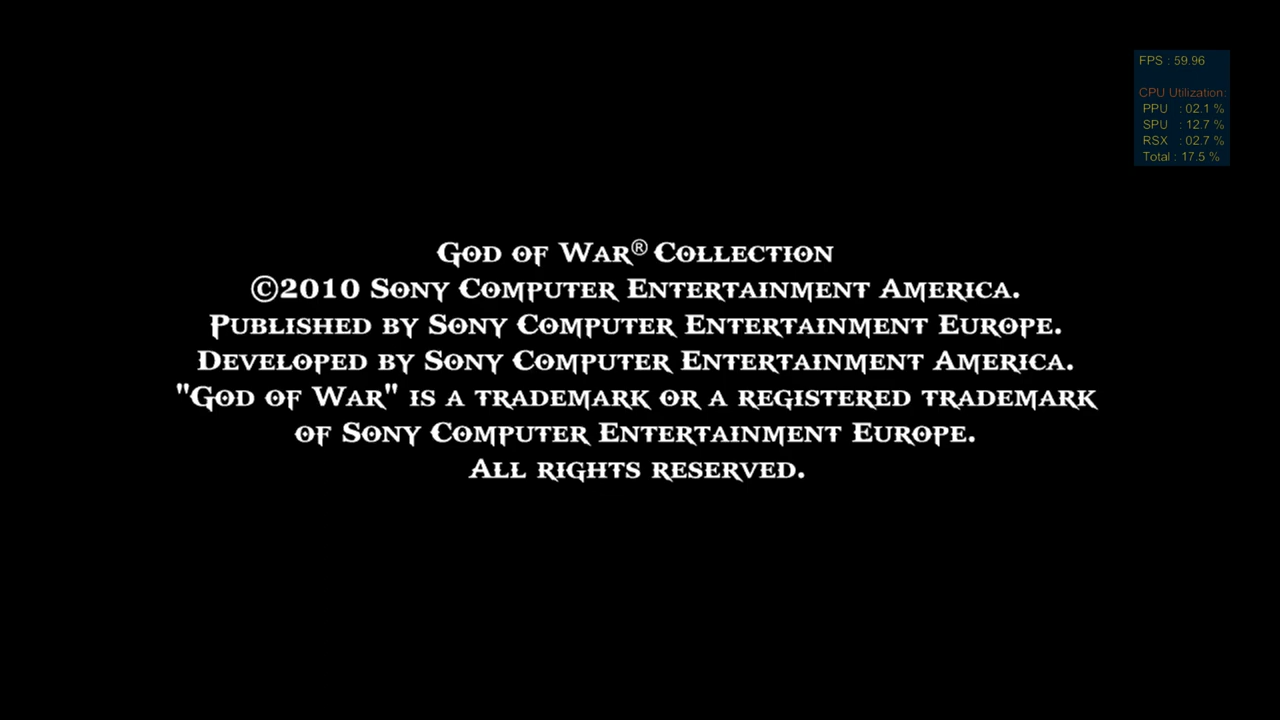 FPS : 59.96
CPU Utilization:
PPU : 02.1 %
SPU : 12.7 %
RSX : 02.7 %
Total : 17.5 %
God of War® Collection
©2010 Sony Computer Entertainment America.
Published by Sony Computer Entertainment Europe.
Developed by Sony Computer Entertainment America.
"God of War" is a trademark or a registered trademark
of Sony Computer Entertainment Europe.
All rights reserved.